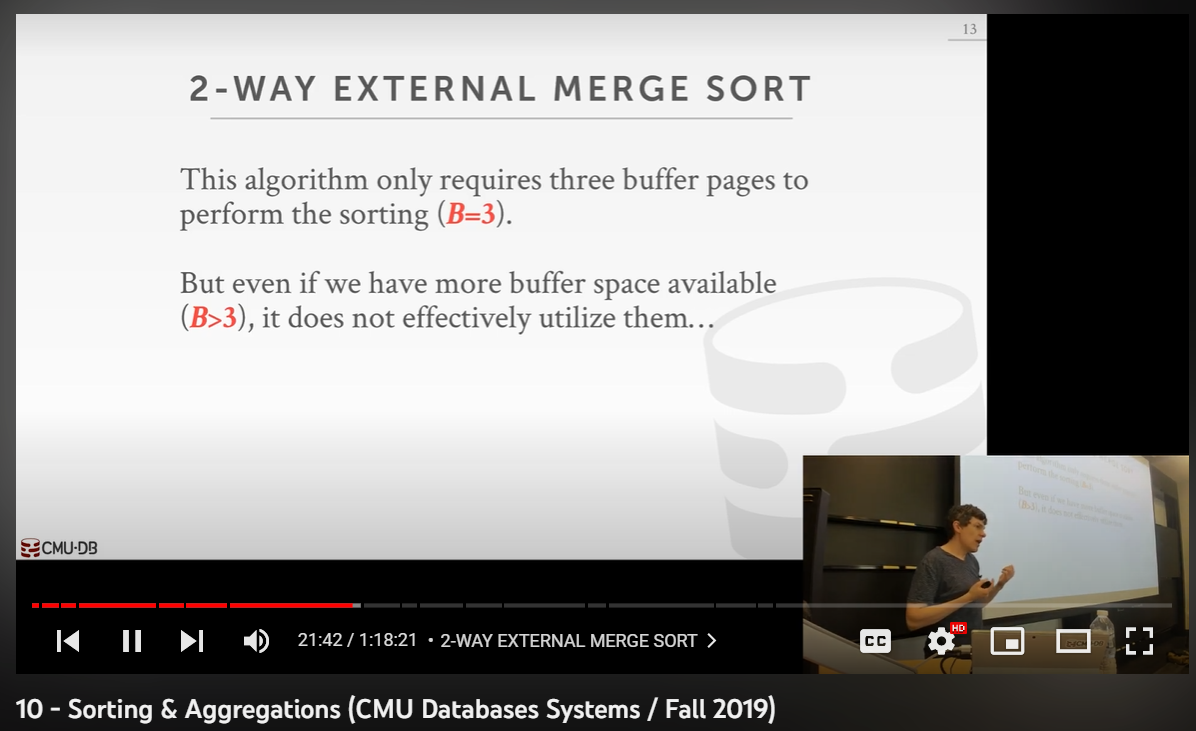 13
2-WAY EXTERNAL MERGE SORT
This algorithm only requires three buffer pages to
perform the sorting (B=3).
But even if we have more buffer space available
(B>3), it does not effectively utilize them…
CMU·DB
21:42 / 1:18:21 • 2-WAY EXTERNAL MERGE SORT
CC
HD
10 - Sorting & Aggregations (CMU Databases Systems / Fall 2019)